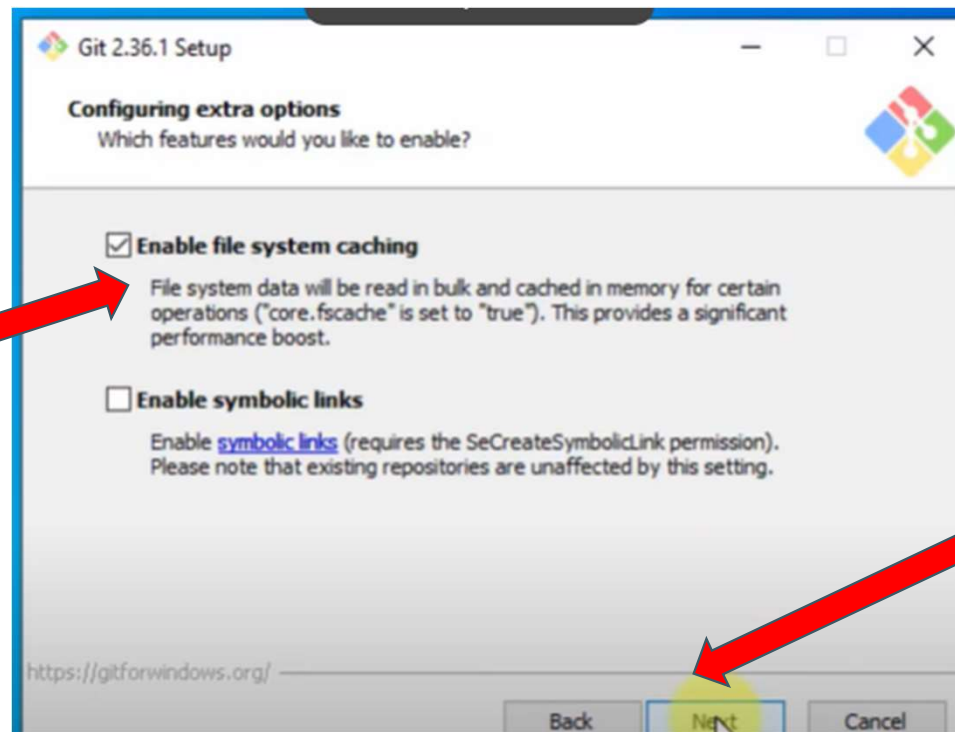 Git 2.36.1 Setup
Configuring extra options
Which features would you like to enable?
Enable file system caching
File system data will be read in bulk and cached in memory for certain
operations ("core.fscache" is set to "true"). This provides a significant
performance boost.
Enable symbolic links
Enable symbolic links (requires the SeCreateSymbolicLink permission).
Please note that existing repositories are unaffected by this setting.
https://gitforwindows.org/
Back Next Cancel